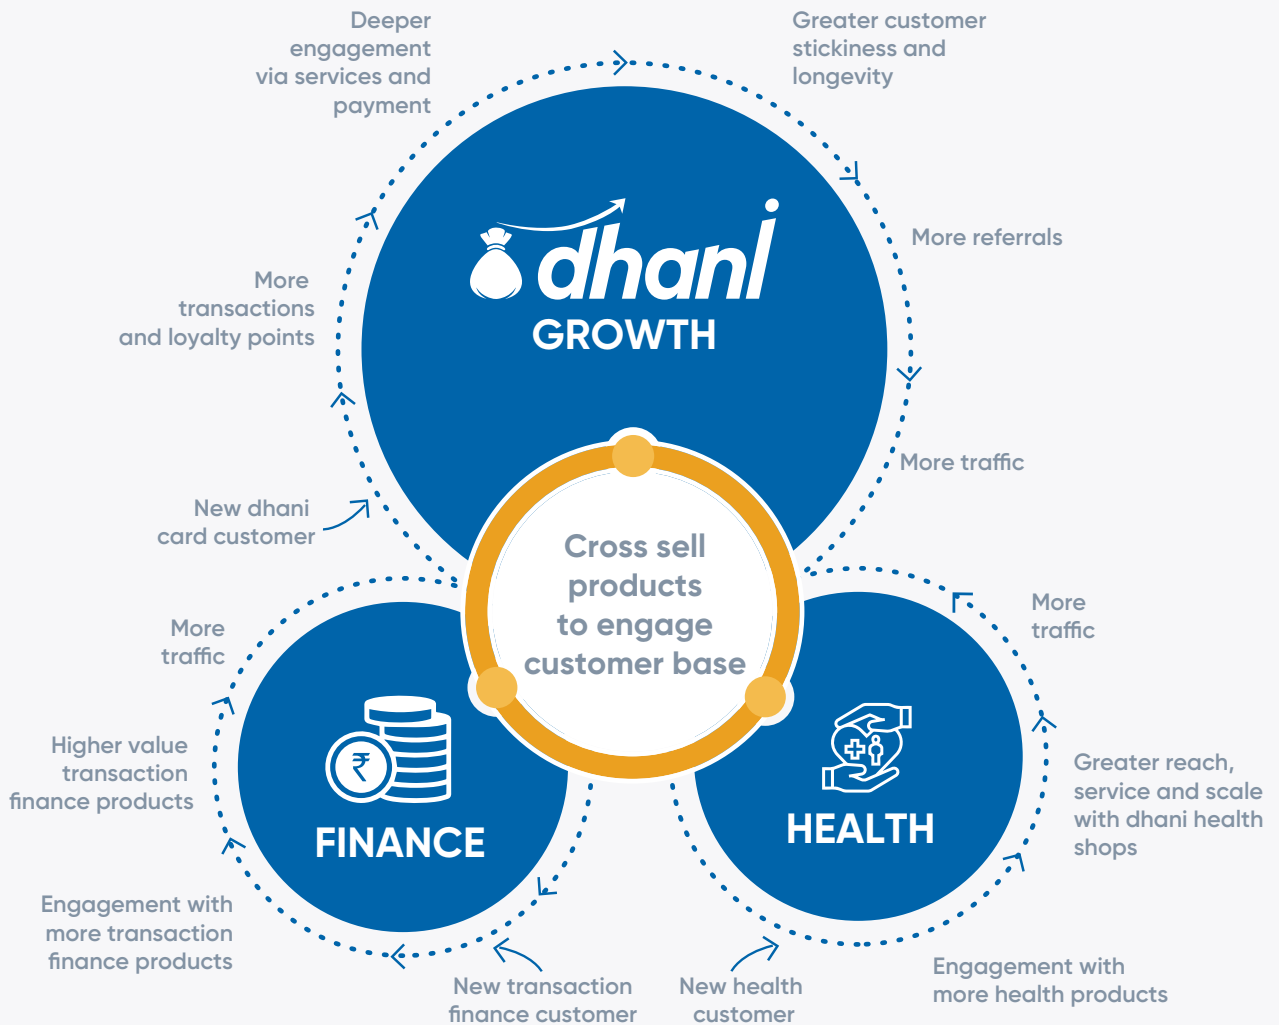 Deeper
engagement
via services and
payment
Greater customer
stickiness and
longevity
More referrals
More traffic
More
transactions
and loyalty points
New dhani
card customer
dhani
GROWTH
Cross sell
products
to engage
customer base
More
traffic
Higher value
transaction
finance products
Engagement with
more transaction
finance products
New transaction
finance customer
₹
FINANCE
HEALTH
More
traffic
Greater reach,
service and scale
with dhani health
shops
Engagement with
more health products
New health
customer